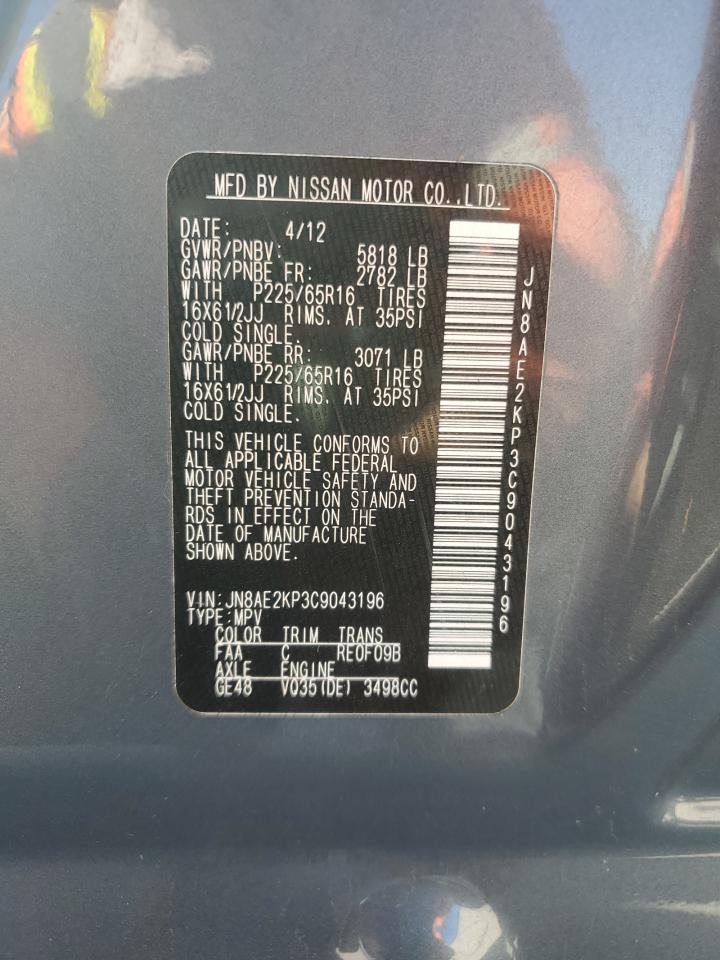 MFD BY NISSAN MOTOR CO.,LTD.
DATE: 4/12
GVWR/PNBV: 5818 LB
GAWR/PNBE FR: 2782 LB
WITH P225/65R16 TIRES
16X61/2JJ RIMS. AT 35PSI
COLD SINGLE.
GAWR/PNBE RR: 3071 LB
WITH P225/65R16 TIRES
16X61/2JJ RIMS. AT 35PSI
COLD SINGLE.
THIS VEHICLE CONFORMS TO
ALL APPLICABLE FEDERAL
MOTOR VEHICLE SAFETY AND
THEFT PREVENTION STANDA-
RDS IN EFFECT ON THE
DATE OF MANUFACTURE
SHOWN ABOVE.
VIN:JN8AE2KP3C9043196
TYPE:MPV
COLOR TRIM TRANS
FAA C RE0F09B
AXLE ENGINE
GE48 VQ35(DE) 3498CC
JN8AE2KP3C9043196